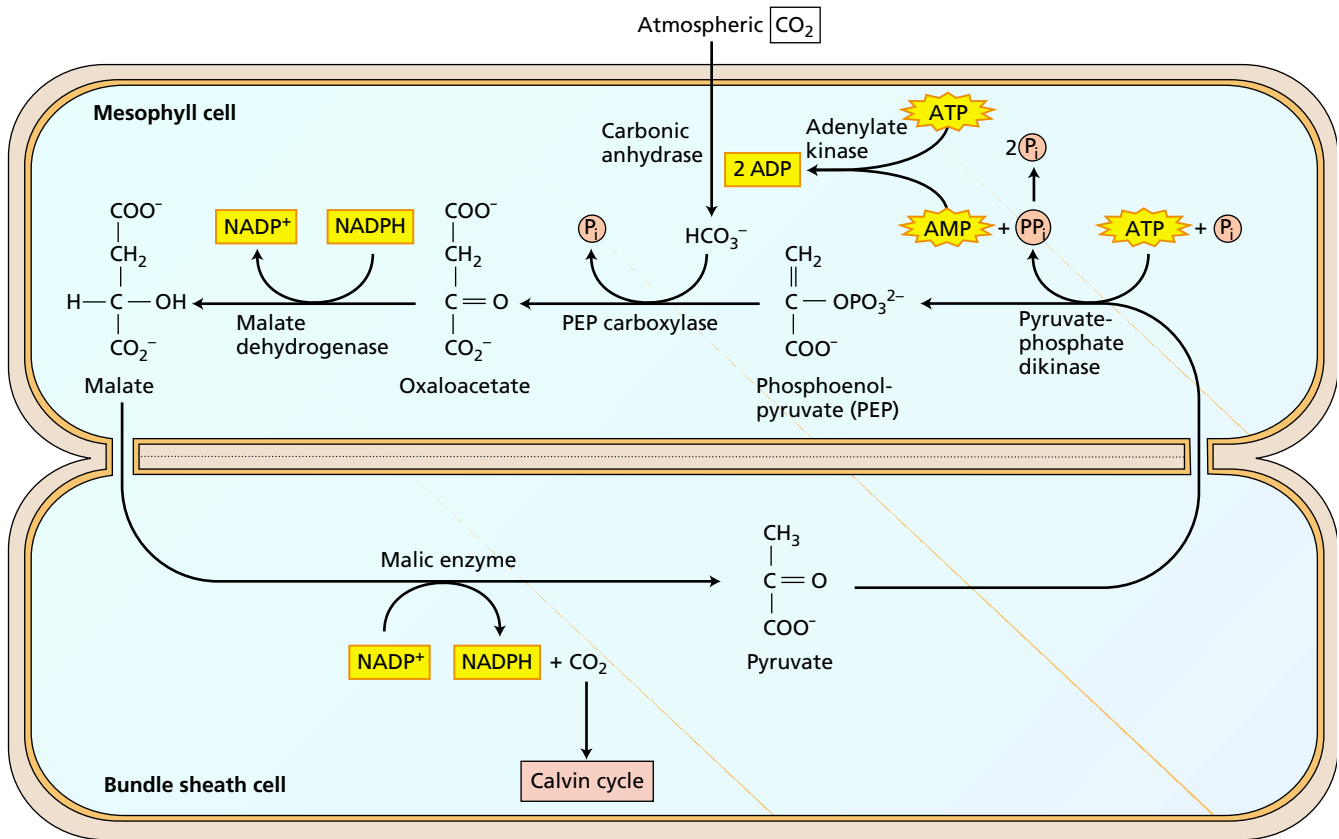 Atmospheric CO₂
Mesophyll cell
Carbonic
anhydrase
Adenylate
kinase
ATP
2 ADP
2 Pᵢ
AMP + PPᵢ
ATP + Pᵢ
COO⁻
CH₂
H—C—OH
CO₂⁻
Malate
NADP⁺
NADPH
Malate
dehydrogenase
COO⁻
CH₂
C=O
CO₂⁻
Oxaloacetate
Pᵢ
HCO₃⁻
PEP carboxylase
CH₂
C—OPO₃²⁻
COO⁻
Phosphoenol-
pyruvate (PEP)
Pyruvate-
phosphate
dikinase
Malic enzyme
NADP⁺
NADPH + CO₂
CH₃
C=O
COO⁻
Pyruvate
Calvin cycle
Bundle sheath cell